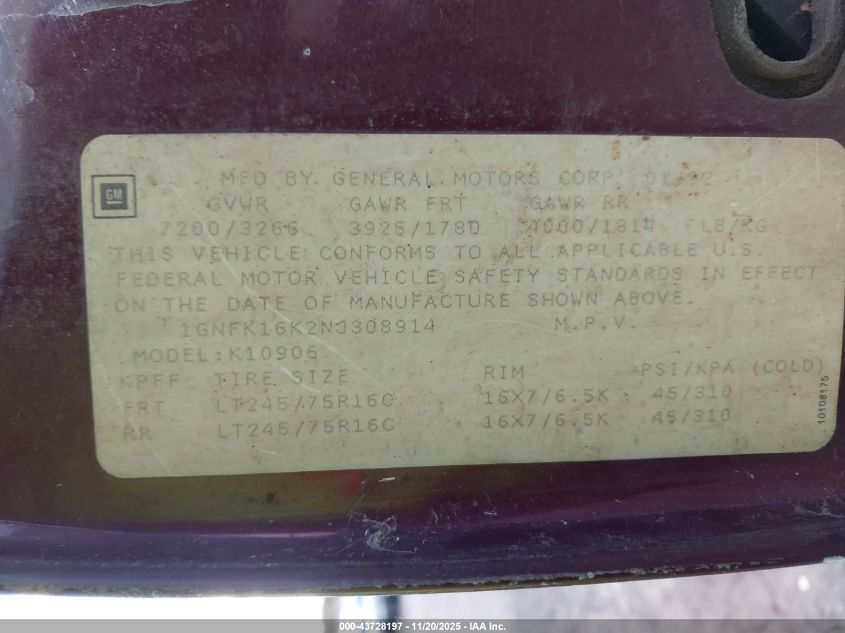 GM
MFD BY GENERAL MOTORS CORP 01/92
GVWR GAWR FRT GAWR RR
7200/3266 3925/1780 4000/1814 LB/KG
THIS VEHICLE CONFORMS TO ALL APPLICABLE U.S.
FEDERAL MOTOR VEHICLE SAFETY STANDARDS IN EFFECT
ON THE DATE OF MANUFACTURE SHOWN ABOVE.
1GNFK16K2NJ308914 M.P.V.
MODEL:K10906
KPFF TIRE SIZE RIM PSI/KPA (COLD)
FRT LT245/75R16C 16X7/6.5K 45/310
RR LT245/75R16C 16X7/6.5K 45/310
10108175
000-43728197 - 11/20/2025 - IAA Inc.